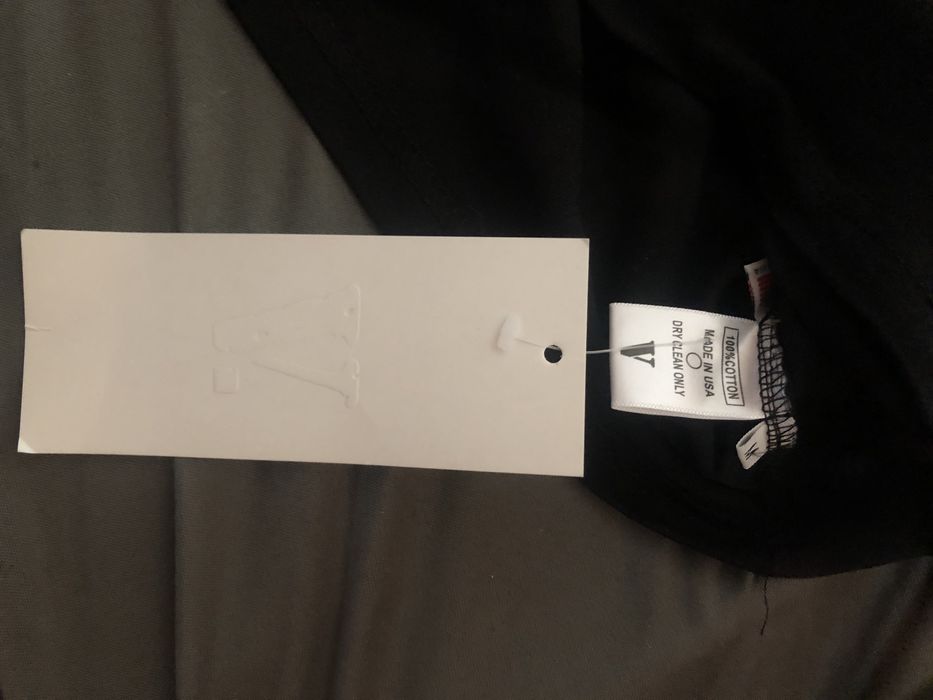 V.
100%COTTON
MADE IN USA
DRY CLEAN ONLY
V